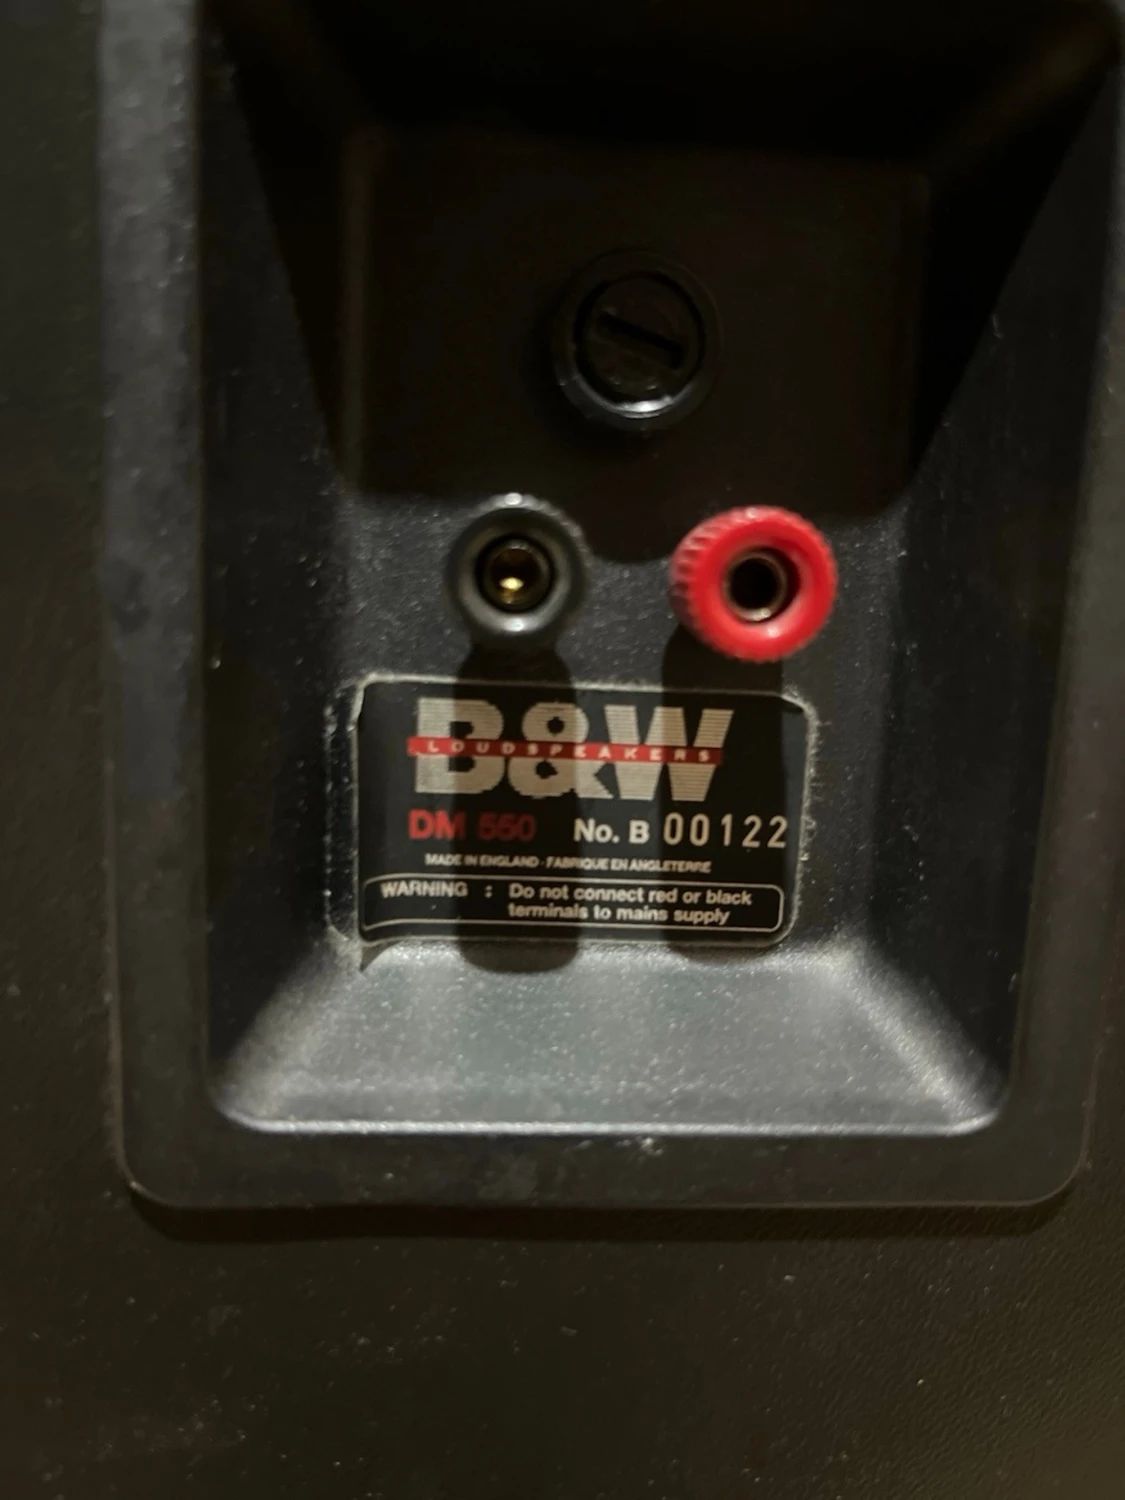 B&W
LOUDSPEAKERS
DM 550 No. B 00122
MADE IN ENGLAND · FABRIQUE EN ANGLETERRE
WARNING : Do not connect red or black
terminals to mains supply